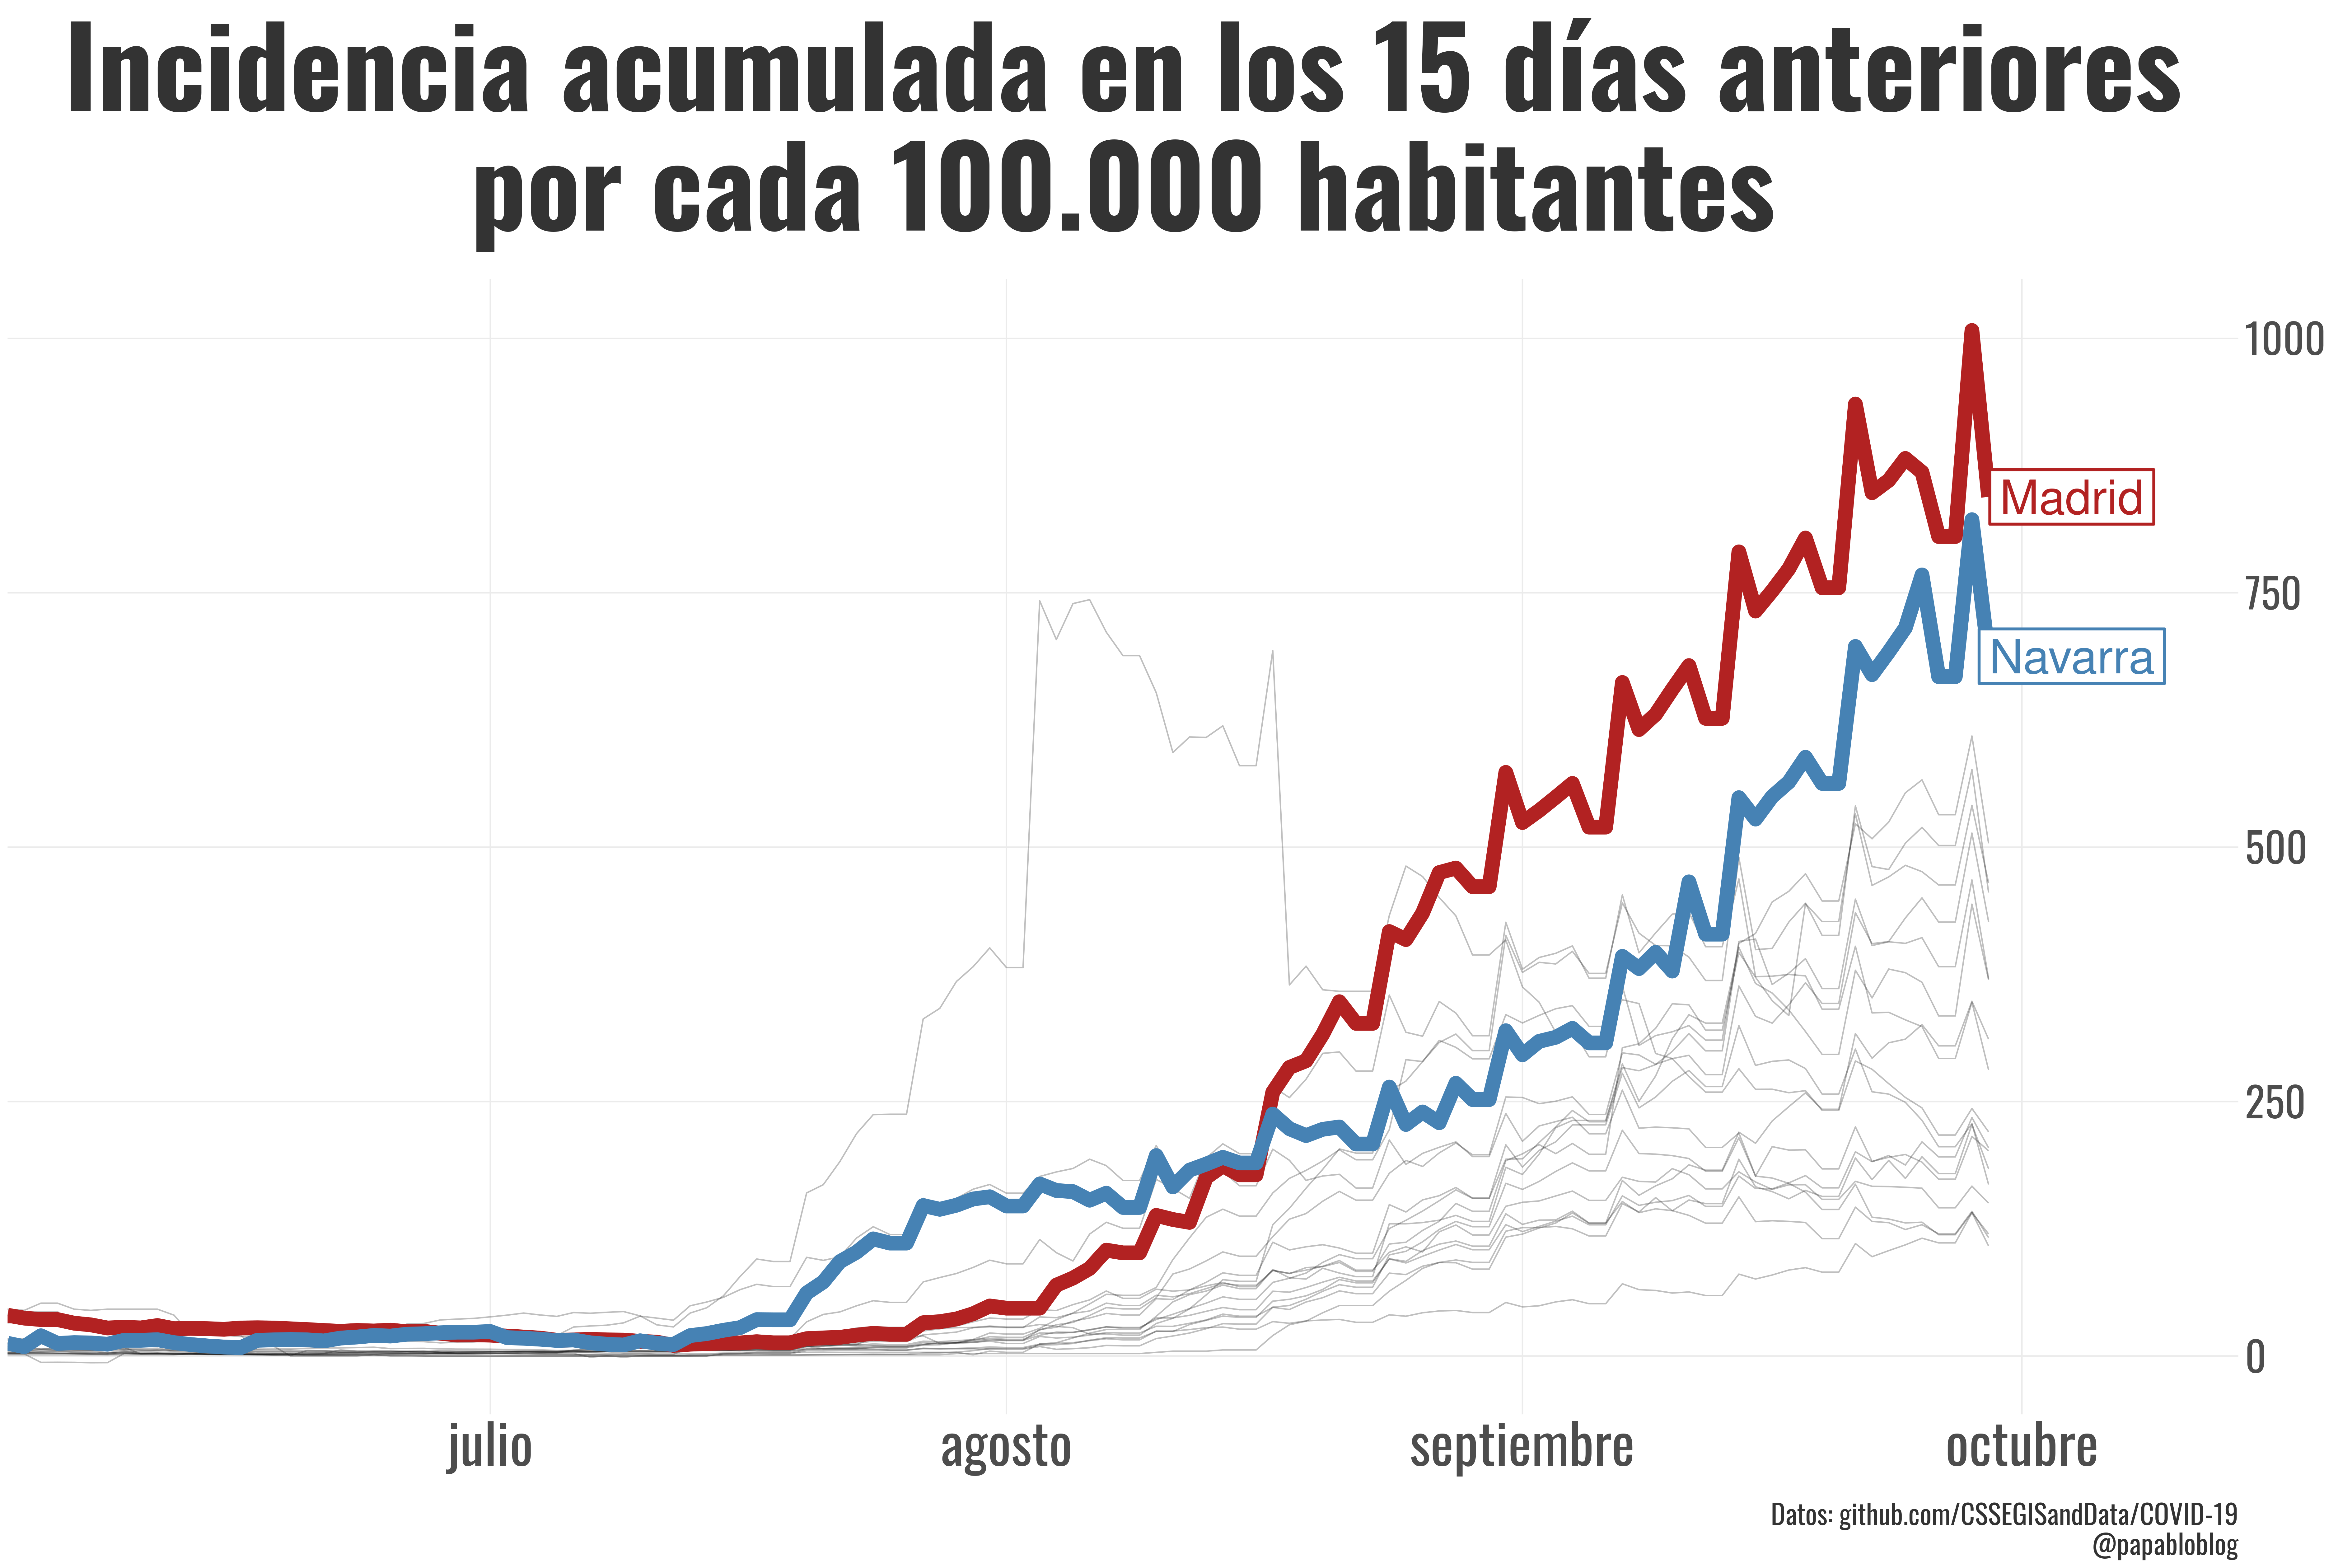 Incidencia acumulada en los 15 días anteriores
por cada 100.000 habitantes
1000
Madrid
750
Navarra
500
250
0
julio
agosto
septiembre
octubre
Datos: github.com/CSSEGISandData/COVID-19
@papabloblog